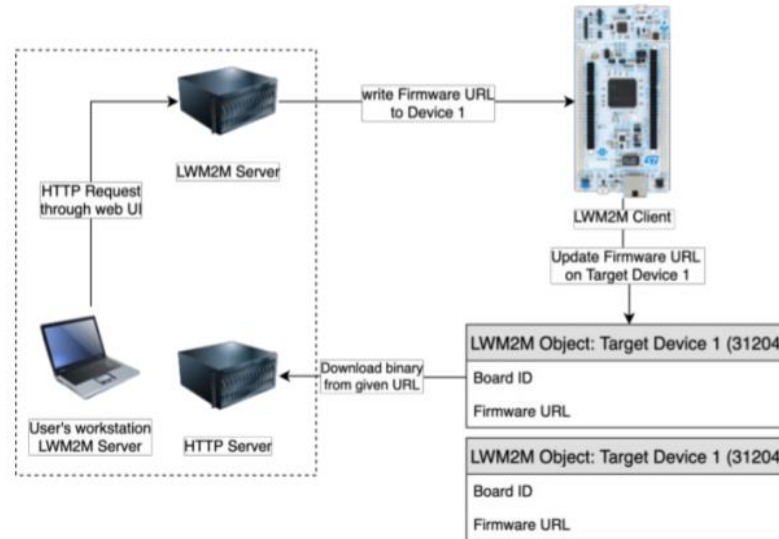 write Firmware URL
to Device 1
LWM2M Server
HTTP Request
through web UI
LWM2M Client
Update Firmware URL
on Target Device 1
LWM2M Object: Target Device 1 (31204
Board ID
Firmware URL
Download binary
from given URL
User's workstation
LWM2M Server
HTTP Server
LWM2M Object: Target Device 1 (31204
Board ID
Firmware URL